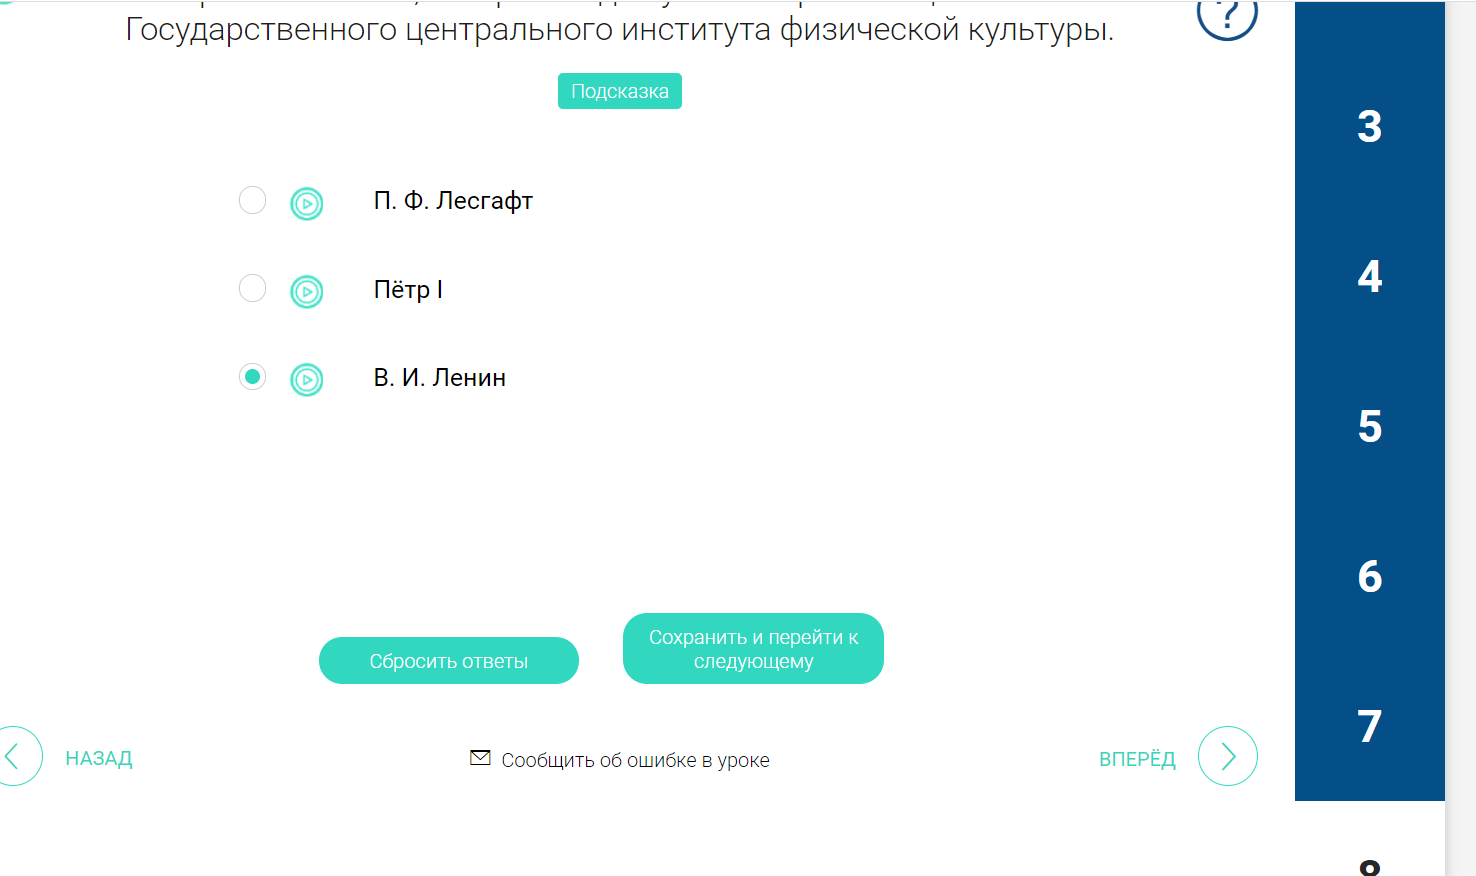 Государственного центрального института физической культуры.
?
Подсказка
П. Ф. Лесгафт
Пётр I
В. И. Ленин
Сбросить ответы
Сохранить и перейти к
следующему
НАЗАД
Сообщить об ошибке в уроке
ВПЕРЁД
3
4
5
6
7
8